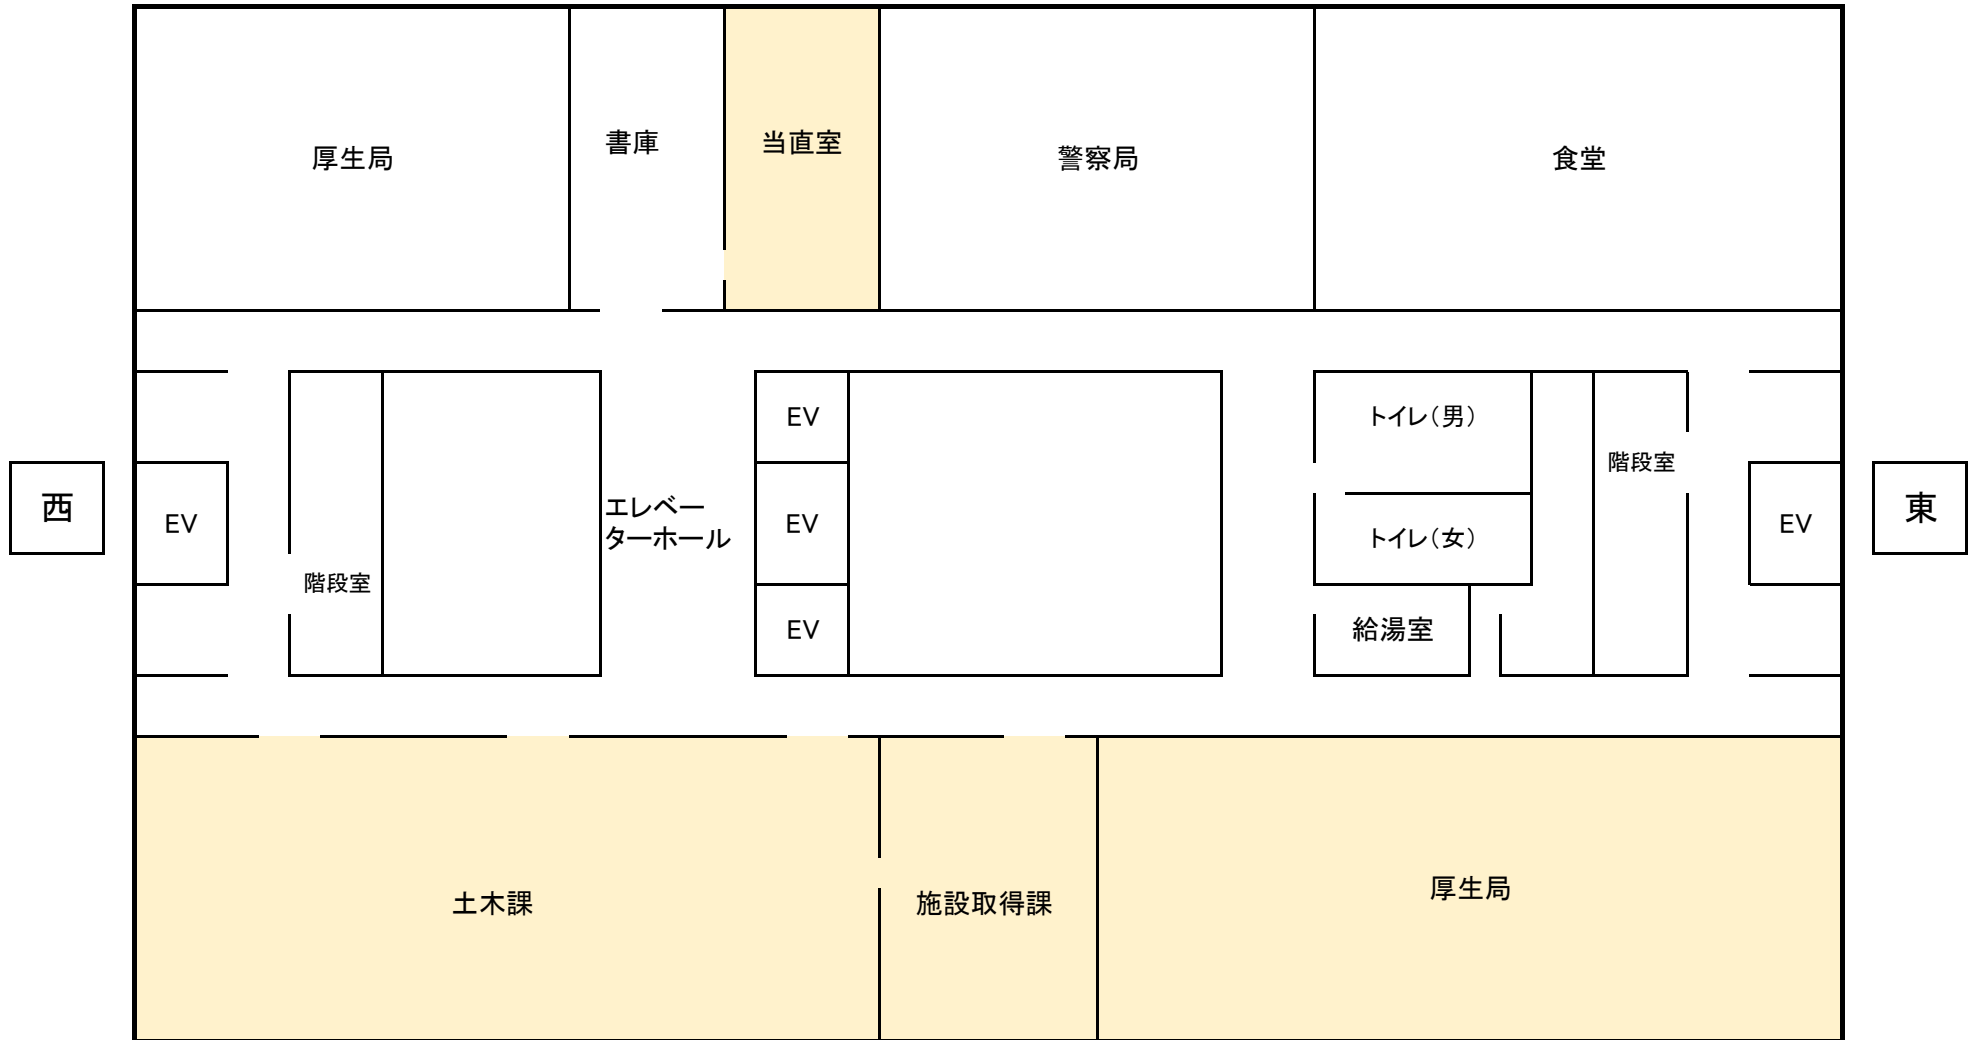 厚生局
書庫
当直室
警察局
食堂
EV
トイレ（男）
階段室
西
EV
エレベー
ターホール
EV
トイレ（女）
EV
東
階段室
EV
給湯室
土木課
施設取得課
厚生局